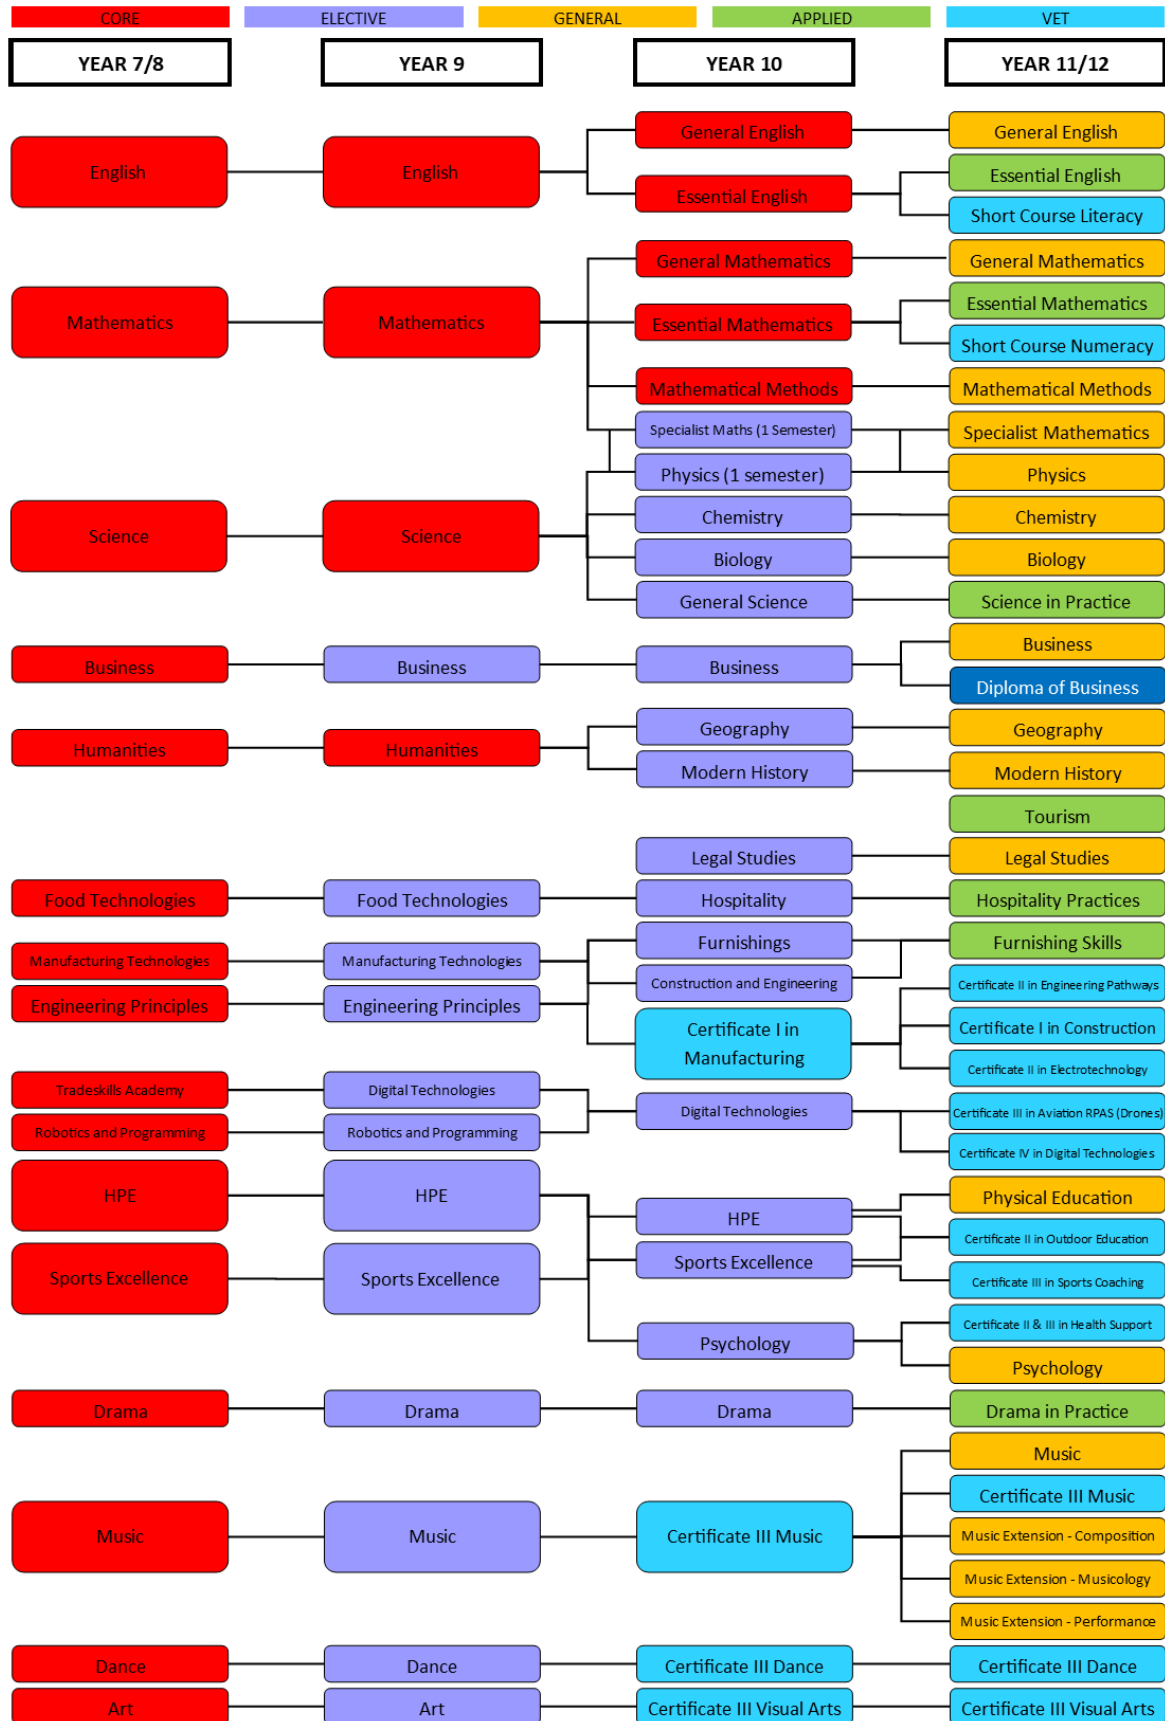 CORE
ELECTIVE
GENERAL
APPLIED
VET
YEAR 7/8
YEAR 9
YEAR 10
YEAR 11/12
English
English
General English
General English
Essential English
Essential English
Short Course Literacy
Mathematics
Mathematics
General Mathematics
General Mathematics
Essential Mathematics
Essential Mathematics
Short Course Numeracy
Mathematical Methods
Mathematical Methods
Specialist Maths (1 Semester)
Specialist Mathematics
Science
Science
Physics (1 semester)
Physics
Chemistry
Chemistry
Biology
Biology
General Science
Science in Practice
Business
Business
Business
Business
Diploma of Business
Humanities
Humanities
Geography
Geography
Modern History
Modern History
Tourism
Legal Studies
Legal Studies
Food Technologies
Food Technologies
Hospitality
Hospitality Practices
Manufacturing Technologies
Manufacturing Technologies
Furnishings
Furnishing Skills
Engineering Principles
Engineering Principles
Construction and Engineering
Certificate II in Engineering Pathways
Certificate I in
Manufacturing
Certificate I in Construction
Certificate II in Electrotechnology
Tradeskills Academy
Digital Technologies
Digital Technologies
Certificate III in Aviation RPAS (Drones)
Robotics and Programming
Robotics and Programming
Certificate IV in Digital Technologies
HPE
HPE
HPE
Physical Education
Certificate II in Outdoor Education
Sports Excellence
Sports Excellence
Sports Excellence
Certificate III in Sports Coaching
Psychology
Certificate II & III in Health Support
Psychology
Drama
Drama
Drama
Drama in Practice
Music
Music
Certificate III Music
Music
Certificate III Music
Music Extension - Composition
Music Extension - Musicology
Music Extension - Performance
Dance
Dance
Certificate III Dance
Certificate III Dance
Art
Art
Certificate III Visual Arts
Certificate III Visual Arts